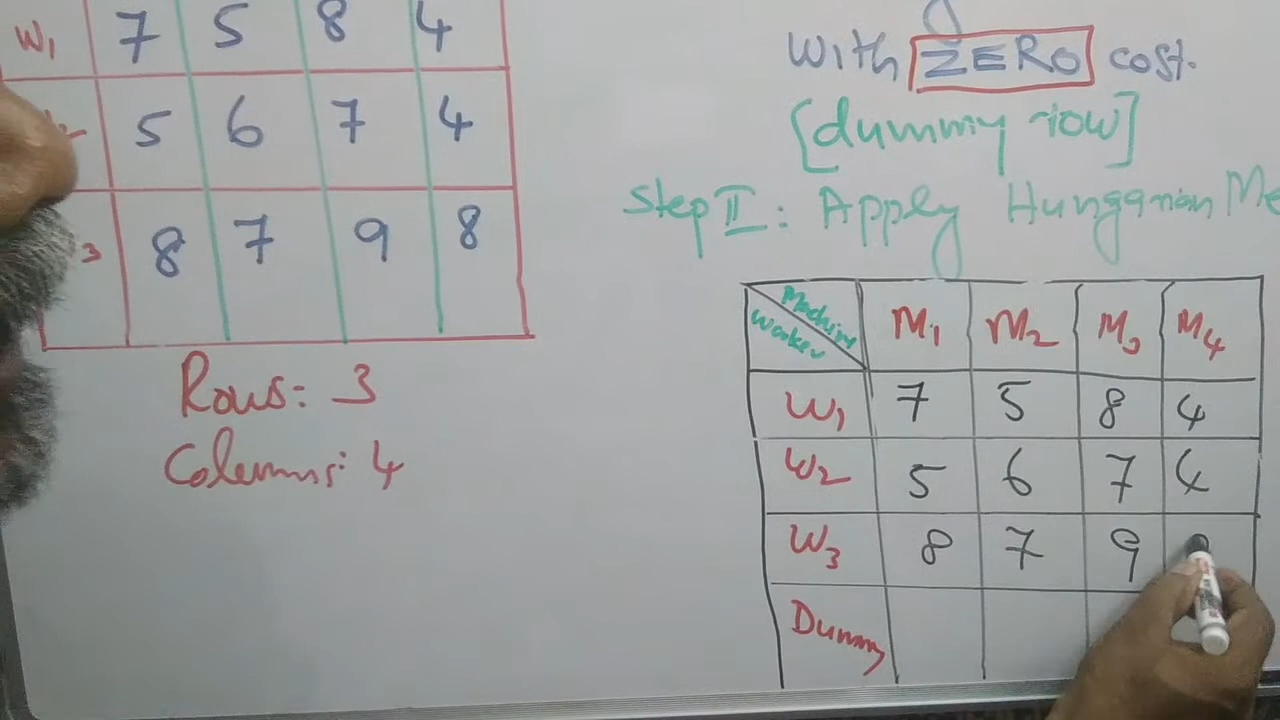 W1 7 5 8 4
5 6 7 4
3 8 7 9 8
Rows: 3
Columns: 4
With ZERO cost.
[dummy row]
Step II: Apply Hungarian Me
Machine
Worker
M1 M2 M3 M4
W1 7 5 8 4
W2 5 6 7 4
W3 8 7 9
Dummy